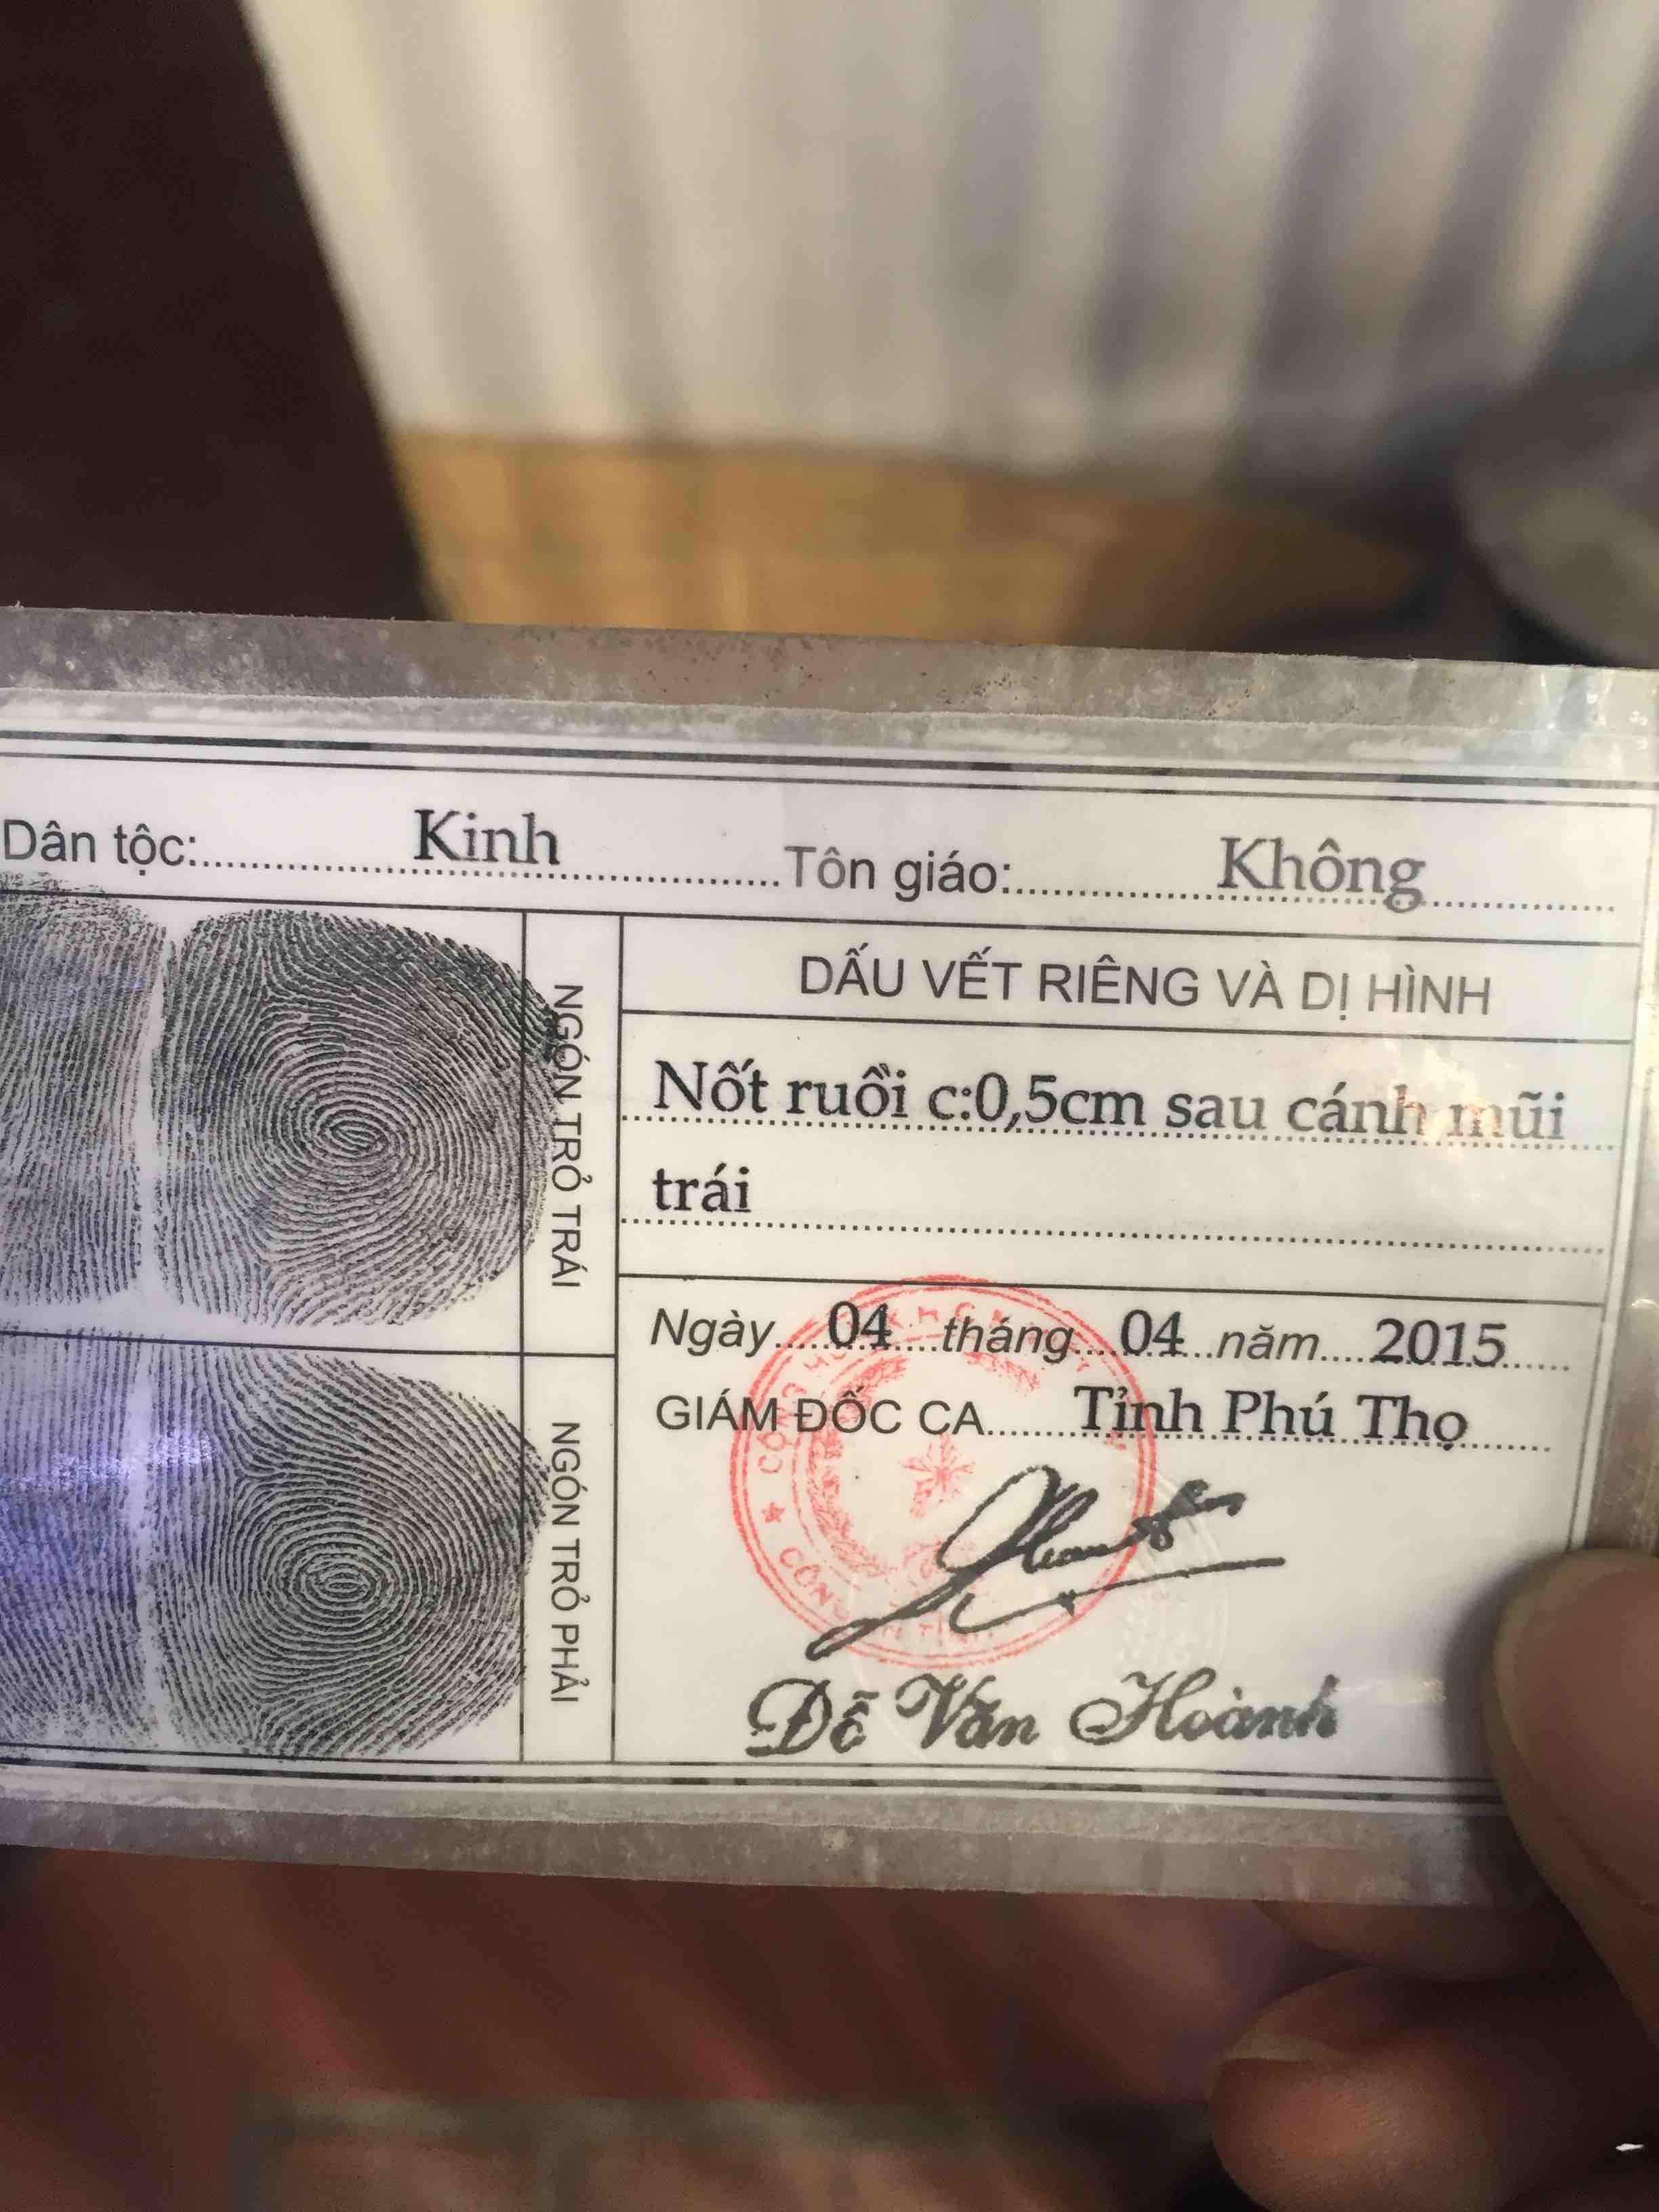 Dân tộc: Kinh Tôn giáo: Không
NGÓN TRỎ TRÁI
NGÓN TRỎ PHẢI
DẤU VẾT RIÊNG VÀ DỊ HÌNH
Nốt ruồi c:0,5cm sau cánh mũi
trái
Ngày 04 tháng 04 năm 2015
GIÁM ĐỐC CA Tỉnh Phú Thọ
Đỗ Văn Hoành